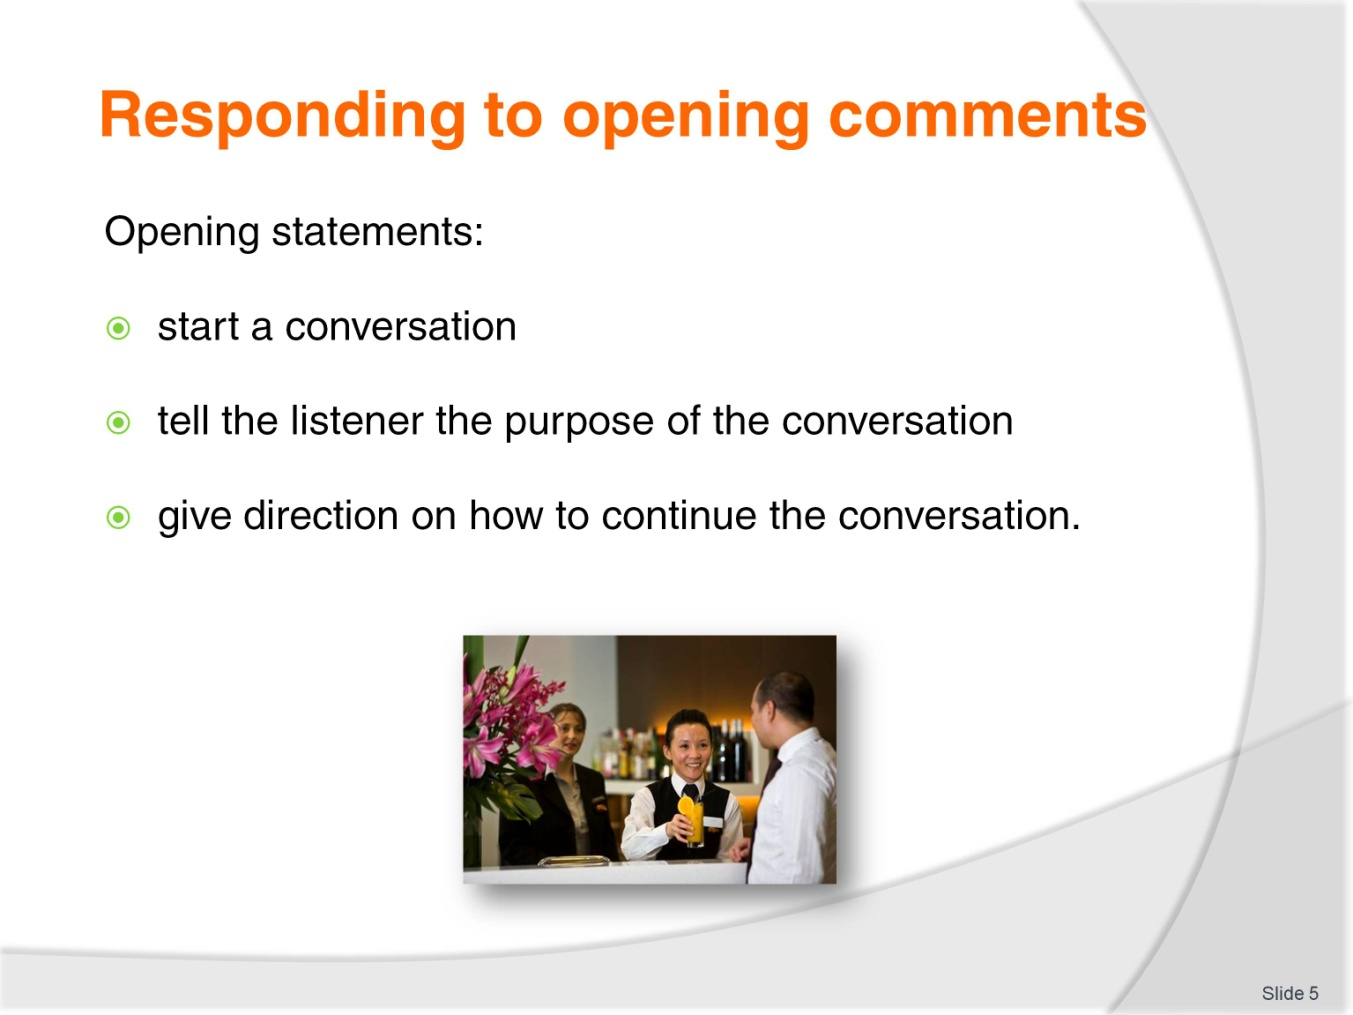 Responding to opening comments
Opening statements:
start a conversation
tell the listener the purpose of the conversation
give direction on how to continue the conversation.
Slide 5